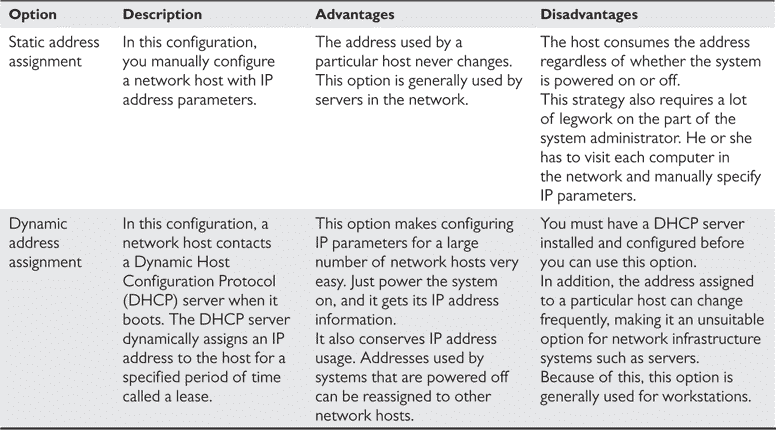 Option Description Advantages Disadvantages
Static address
assignment
In this configuration,
you manually configure
a network host with IP
address parameters.
The address used by a
particular host never changes.
This option is generally used by
servers in the network.
The host consumes the address
regardless of whether the system
is powered on or off.
This strategy also requires a lot
of legwork on the part of the
system administrator. He or she
has to visit each computer in
the network and manually specify
IP parameters.
Dynamic
address
assignment
In this configuration, a
network host contacts
a Dynamic Host
Configuration Protocol
(DHCP) server when it
boots. The DHCP server
dynamically assigns an IP
address to the host for a
specified period of time
called a lease.
This option makes configuring
IP parameters for a large
number of network hosts very
easy. Just power the system
on, and it gets its IP address
information.
It also conserves IP address
usage. Addresses used by
systems that are powered off
can be reassigned to other
network hosts.
You must have a DHCP server
installed and configured before
you can use this option.
In addition, the address assigned
to a particular host can change
frequently, making it an unsuitable
option for network infrastructure
systems such as servers.
Because of this, this option is
generally used for workstations.